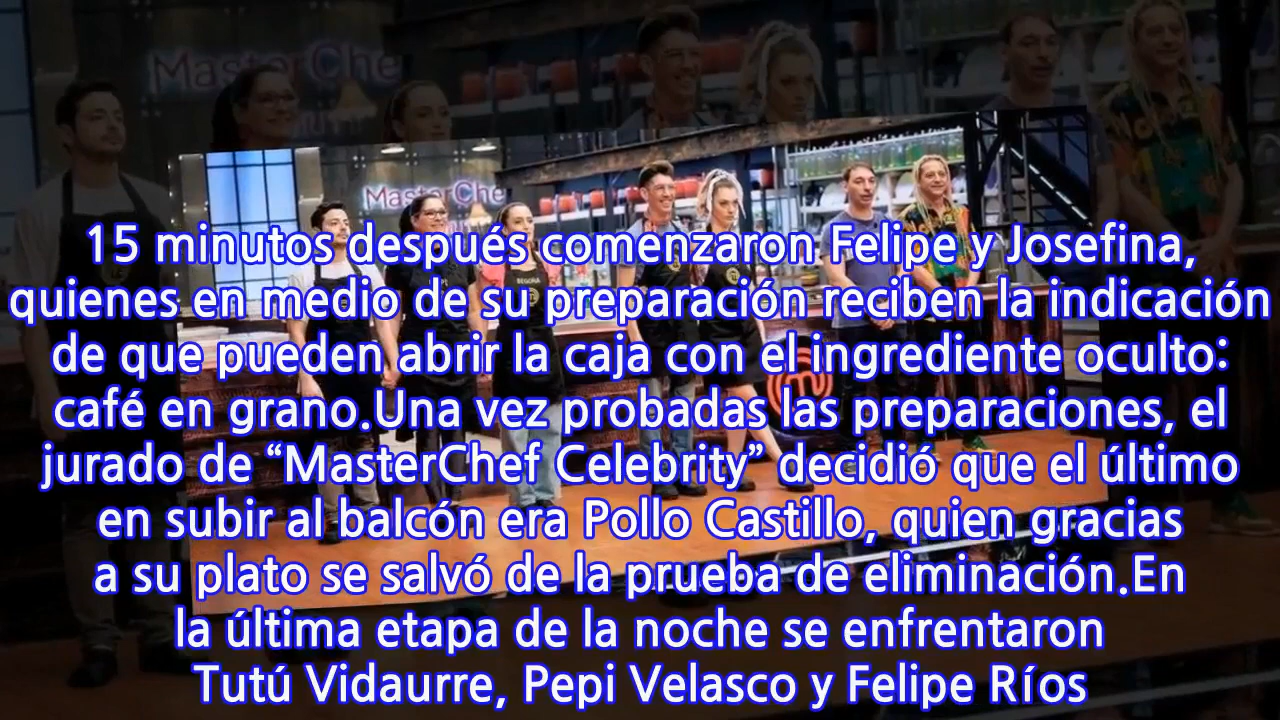 MasterChe
MasterChe
BEGOÑA
15 minutos después comenzaron Felipe y Josefina,
quienes en medio de su preparación reciben la indicación
de que pueden abrir la caja con el ingrediente oculto:
café en grano.Una vez probadas las preparaciones, el
jurado de “MasterChef Celebrity” decidió que el último
en subir al balcón era Pollo Castillo, quien gracias
a su plato se salvó de la prueba de eliminación.En
la última etapa de la noche se enfrentaron
Tutú Vidaurre, Pepi Velasco y Felipe Ríos